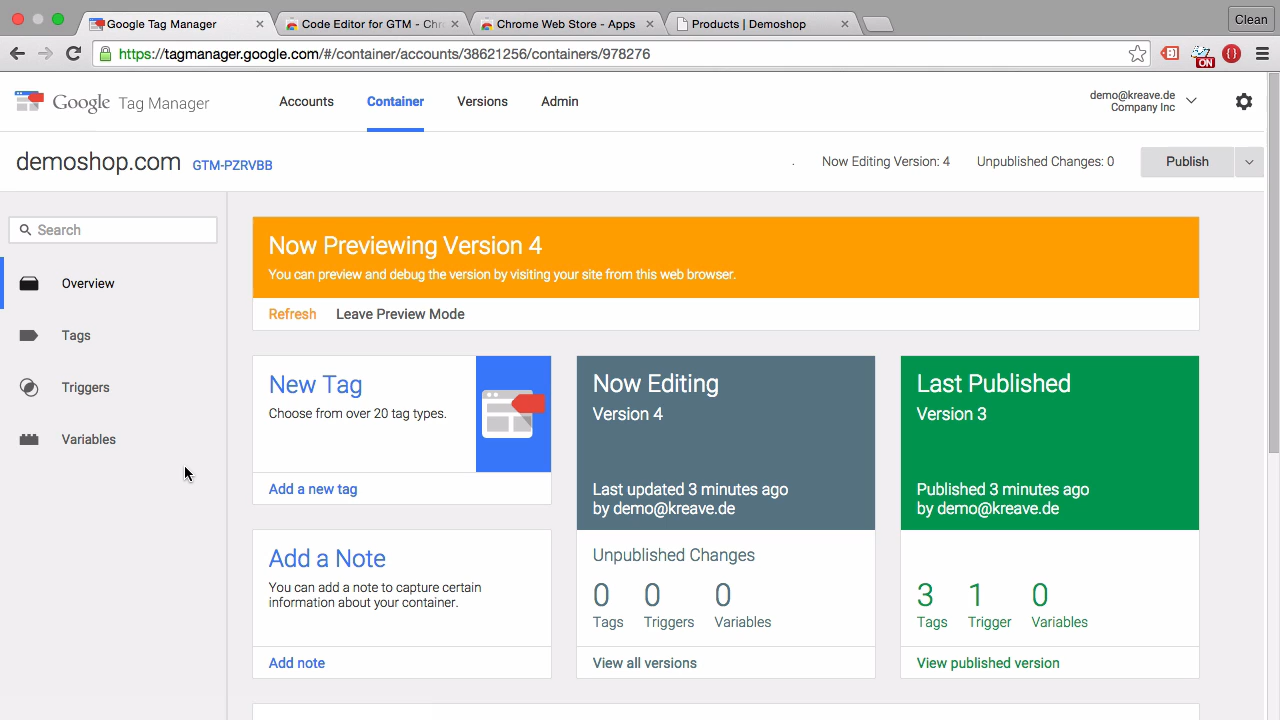 Google Tag Manager
Code Editor for GTM - Chr
Chrome Web Store - Apps
Products | Demoshop
Clean
https://tagmanager.google.com/#/container/accounts/38621256/containers/978276
ON
Google Tag Manager
Accounts
Container
Versions
Admin
demo@kreave.de
Company Inc
demoshop.com GTM-PZRVBB
Now Editing Version: 4
Unpublished Changes: 0
Publish
Search
Overview
Tags
Triggers
Variables
Now Previewing Version 4
You can preview and debug the version by visiting your site from this web browser.
Refresh
Leave Preview Mode
New Tag
Choose from over 20 tag types.
Add a new tag
Add a Note
You can add a note to capture certain
information about your container.
Add note
Now Editing
Version 4
Last updated 3 minutes ago
by demo@kreave.de
Unpublished Changes
0 0 0
Tags Triggers Variables
View all versions
Last Published
Version 3
Published 3 minutes ago
by demo@kreave.de
3 1 0
Tags Trigger Variables
View published version